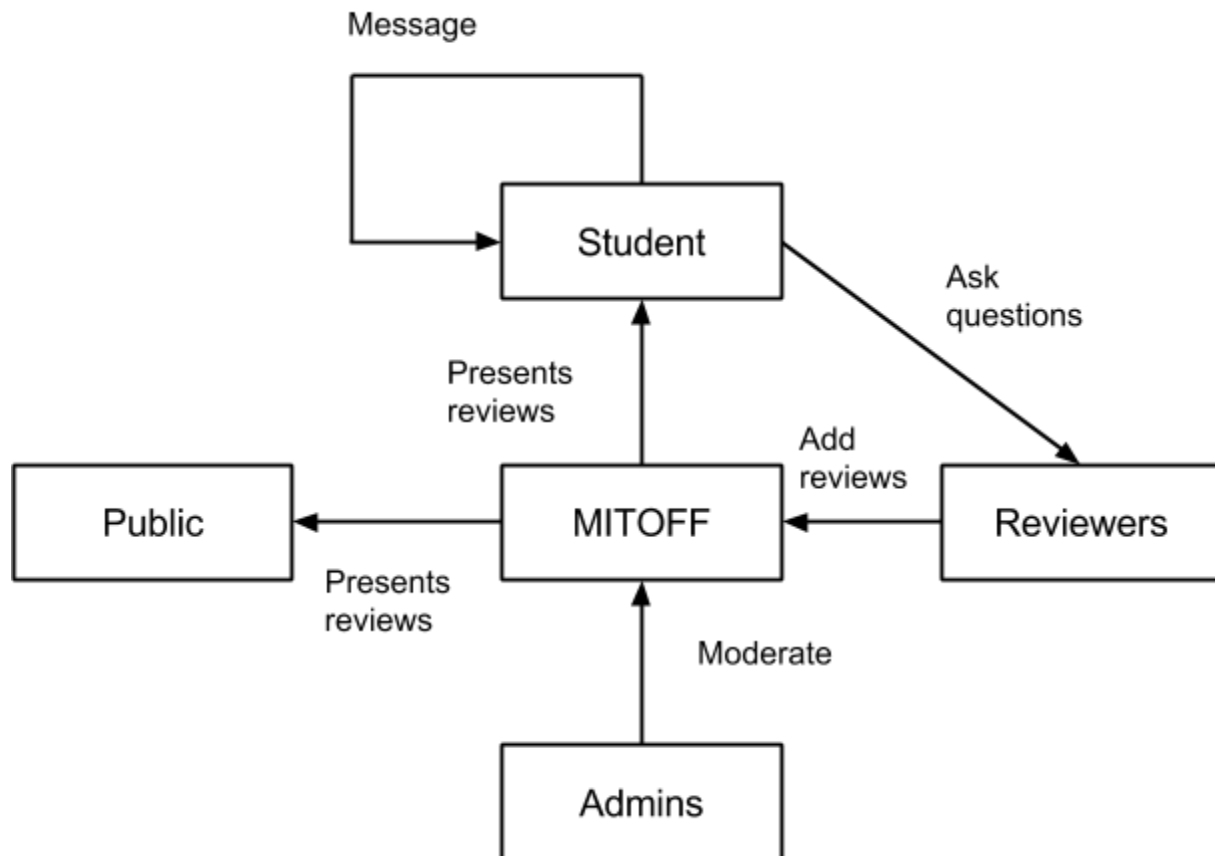 Message
Student
Ask
questions
Presents
reviews
Add
reviews
Public
MITOFF
Reviewers
Presents
reviews
Moderate
Admins